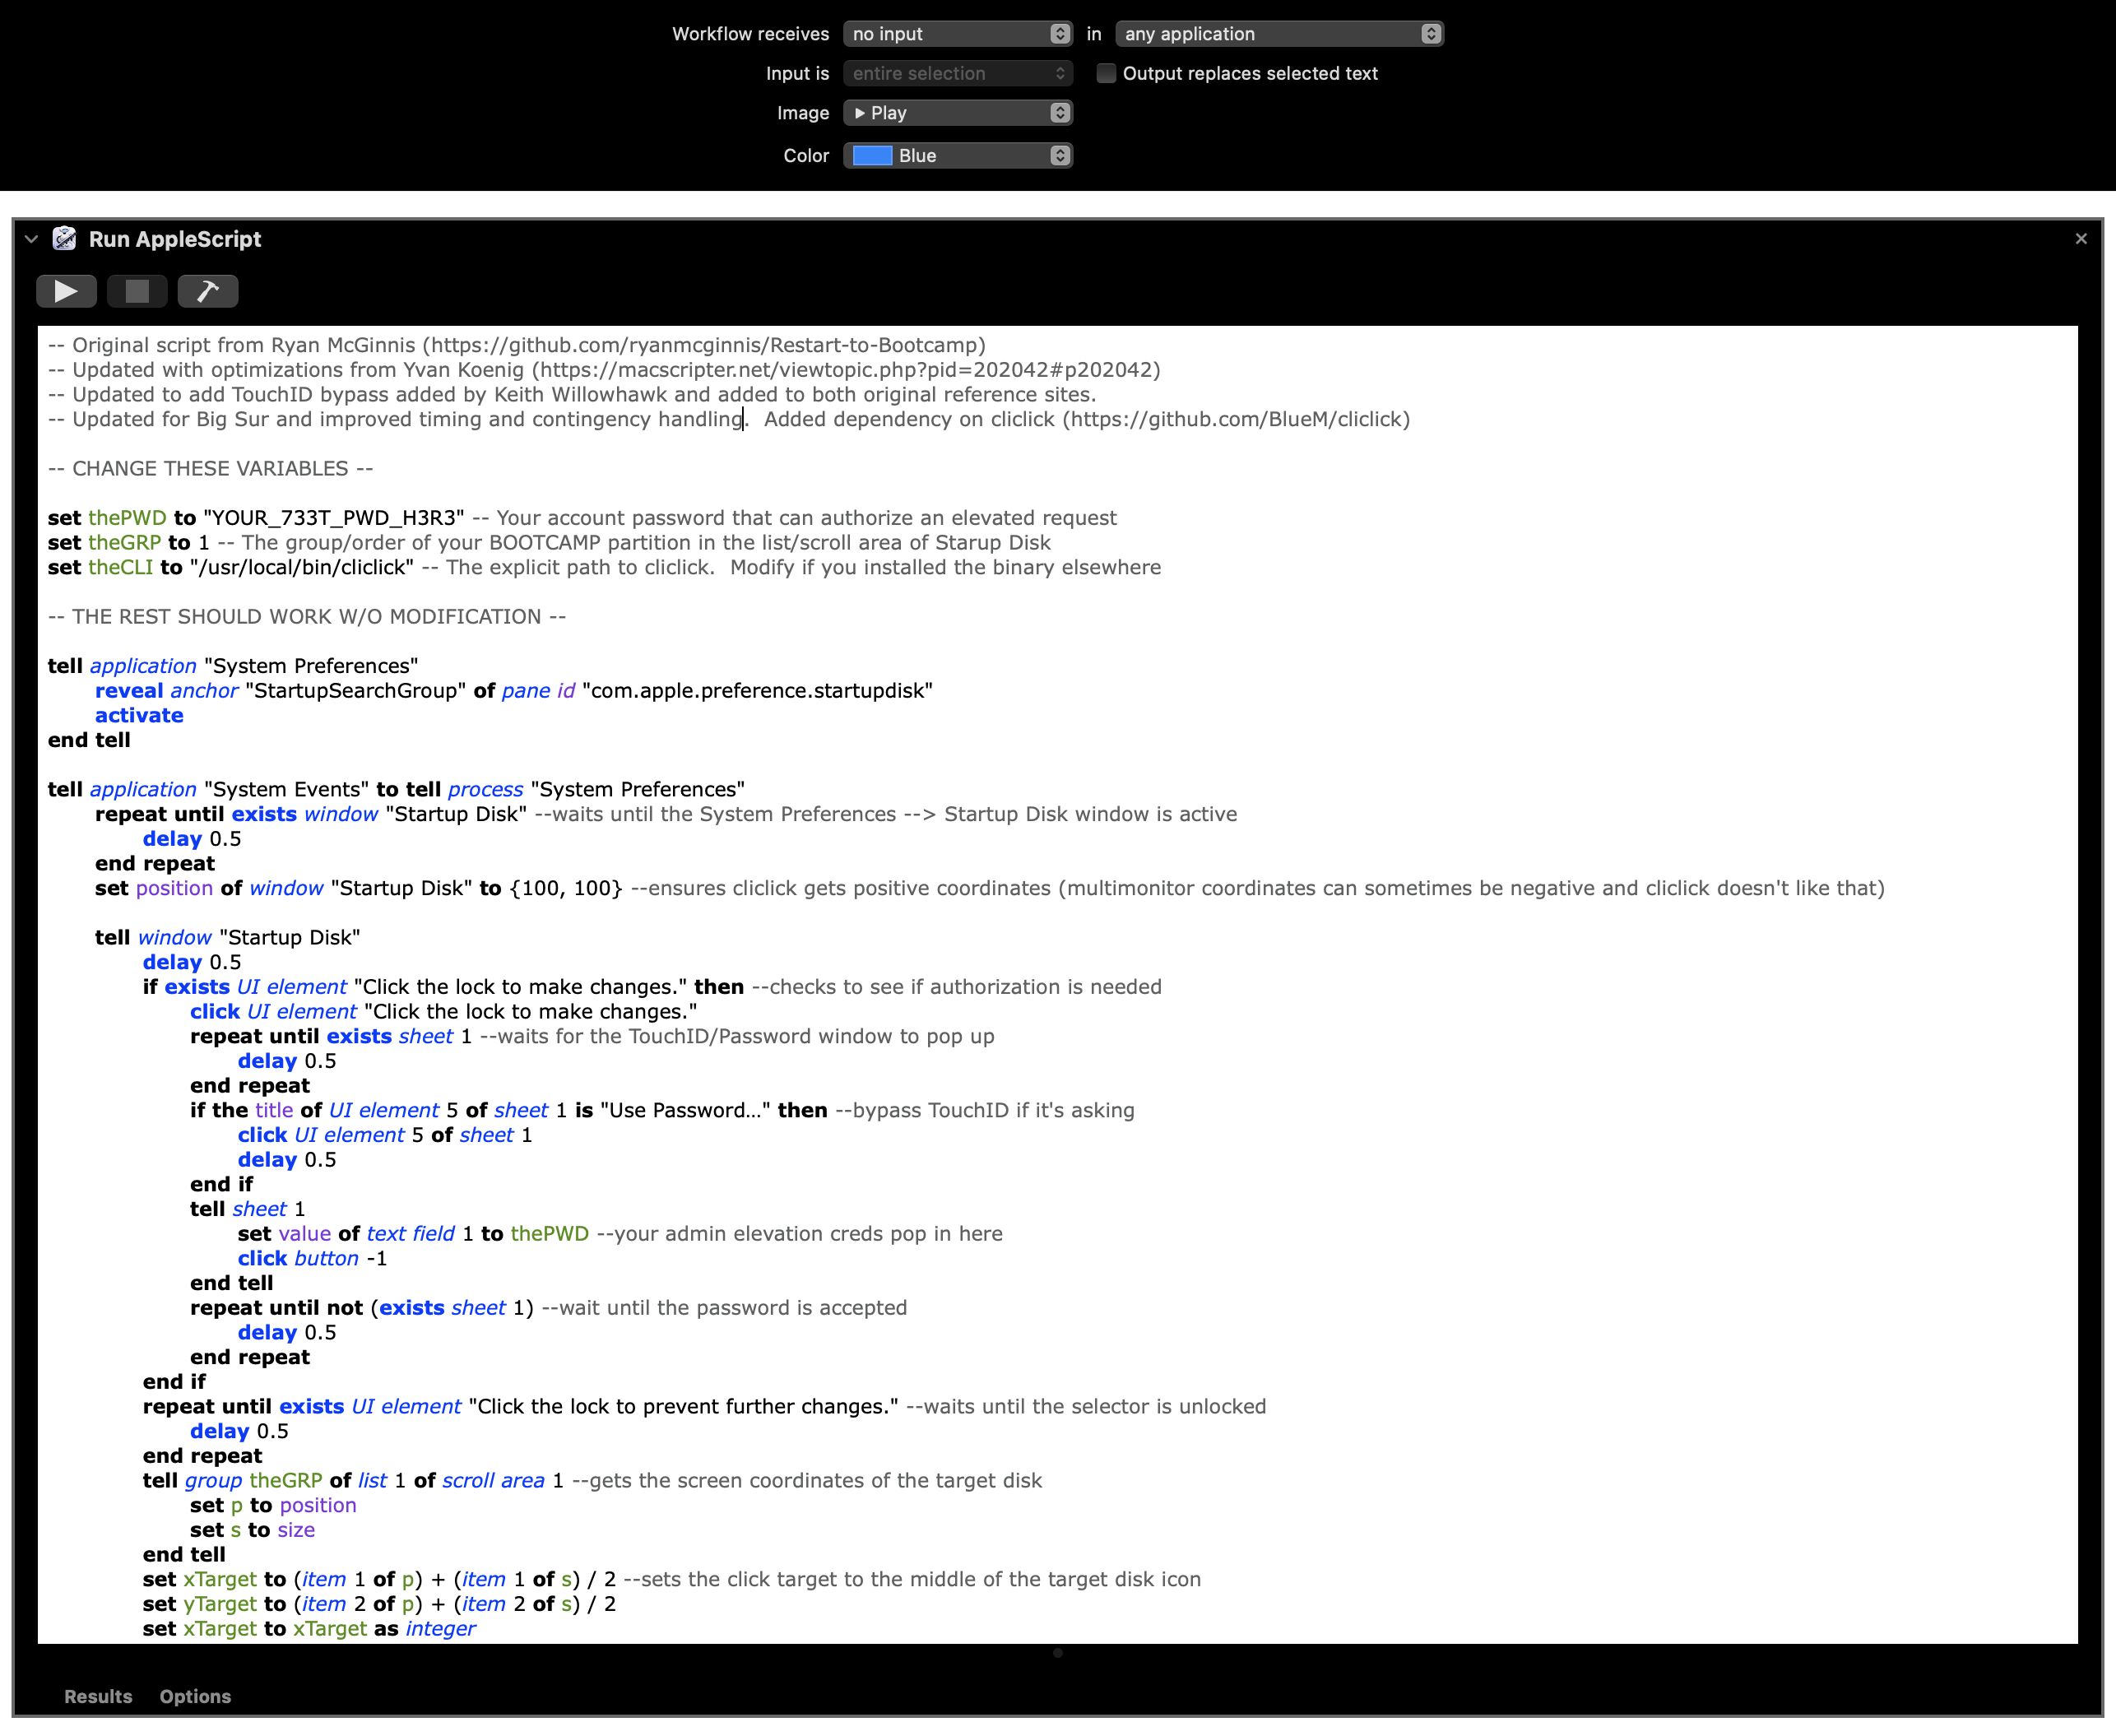 Workflow receives no input in any application
Input is entire selection Output replaces selected text
Image Play
Color Blue
Run AppleScript
-- Original script from Ryan McGinnis (https://github.com/ryanmcginnis/Restart-to-Bootcamp)
-- Updated with optimizations from Yvan Koenig (https://macscripter.net/viewtopic.php?pid=202042#p202042)
-- Updated to add TouchID bypass added by Keith Willowhawk and added to both original reference sites.
-- Updated for Big Sur and improved timing and contingency handling.  Added dependency on cliclick (https://github.com/BlueM/cliclick)
-- CHANGE THESE VARIABLES --
set thePWD to "YOUR_733T_PWD_H3R3" -- Your account password that can authorize an elevated request
set theGRP to 1 -- The group/order of your BOOTCAMP partition in the list/scroll area of Starup Disk
set theCLI to "/usr/local/bin/cliclick" -- The explicit path to cliclick.  Modify if you installed the binary elsewhere
-- THE REST SHOULD WORK W/O MODIFICATION --
tell application "System Preferences"
reveal anchor "StartupSearchGroup" of pane id "com.apple.preference.startupdisk"
activate
end tell
tell application "System Events" to tell process "System Preferences"
repeat until exists window "Startup Disk" --waits until the System Preferences --> Startup Disk window is active
delay 0.5
end repeat
set position of window "Startup Disk" to {100, 100} --ensures cliclick gets positive coordinates (multimonitor coordinates can sometimes be negative and cliclick doesn't like that)
tell window "Startup Disk"
delay 0.5
if exists UI element "Click the lock to make changes." then --checks to see if authorization is needed
click UI element "Click the lock to make changes."
repeat until exists sheet 1 --waits for the TouchID/Password window to pop up
delay 0.5
end repeat
if the title of UI element 5 of sheet 1 is "Use Password…" then --bypass TouchID if it's asking
click UI element 5 of sheet 1
delay 0.5
end if
tell sheet 1
set value of text field 1 to thePWD --your admin elevation creds pop in here
click button -1
end tell
repeat until not (exists sheet 1) --wait until the password is accepted
delay 0.5
end repeat
end if
repeat until exists UI element "Click the lock to prevent further changes." --waits until the selector is unlocked
delay 0.5
end repeat
tell group theGRP of list 1 of scroll area 1 --gets the screen coordinates of the target disk
set p to position
set s to size
end tell
set xTarget to (item 1 of p) + (item 1 of s) / 2 --sets the click target to the middle of the target disk icon
set yTarget to (item 2 of p) + (item 2 of s) / 2
set xTarget to xTarget as integer
Results Options